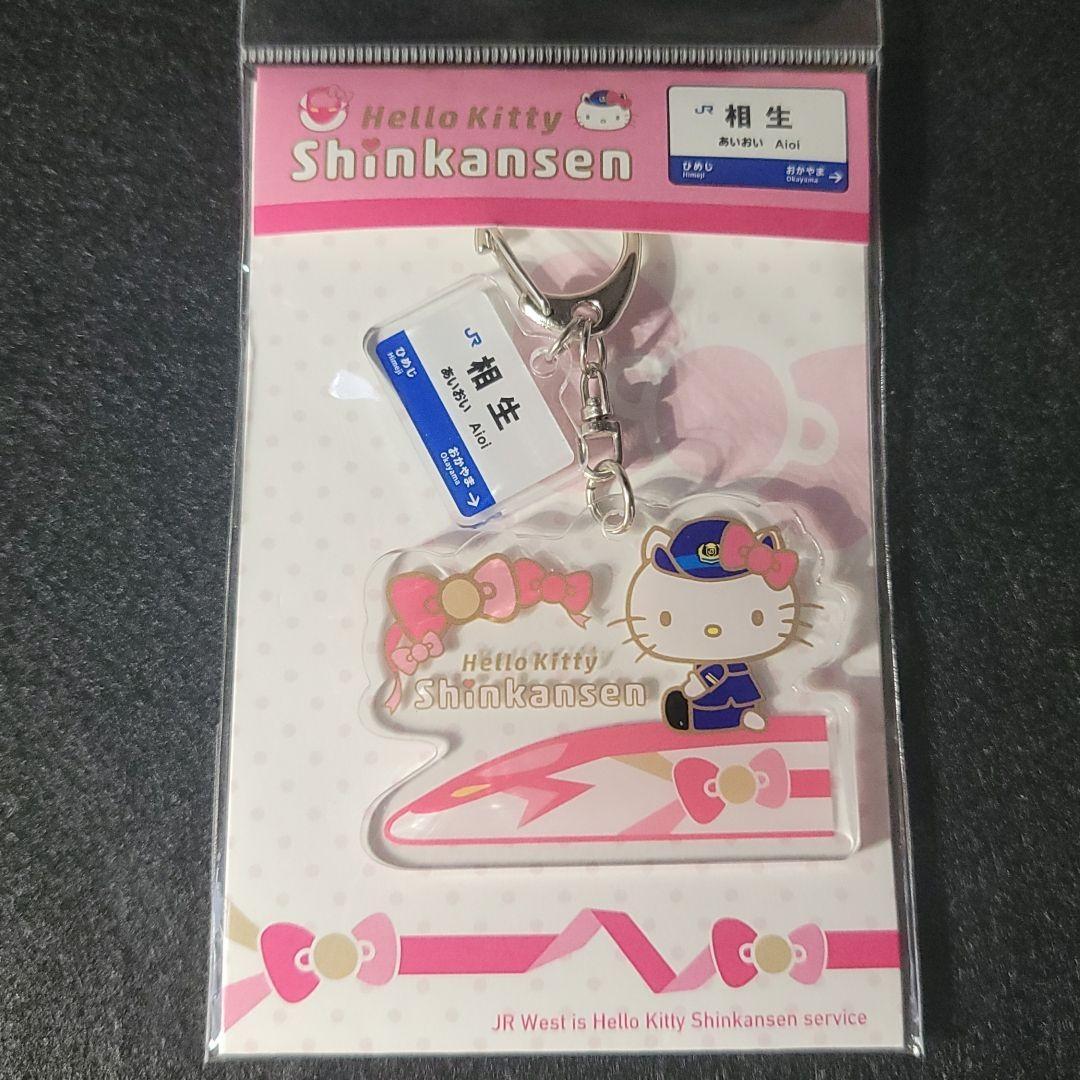 Hello Kitty
Shinkansen
JR 相生
あいおい Aioi
ひめじ おかやま
Himeji Okayama
JR
相生
あいおい Aioi
ひめじ おかやま
Himeji Okayama
Hello Kitty
Shinkansen
JR West is Hello Kitty Shinkansen service